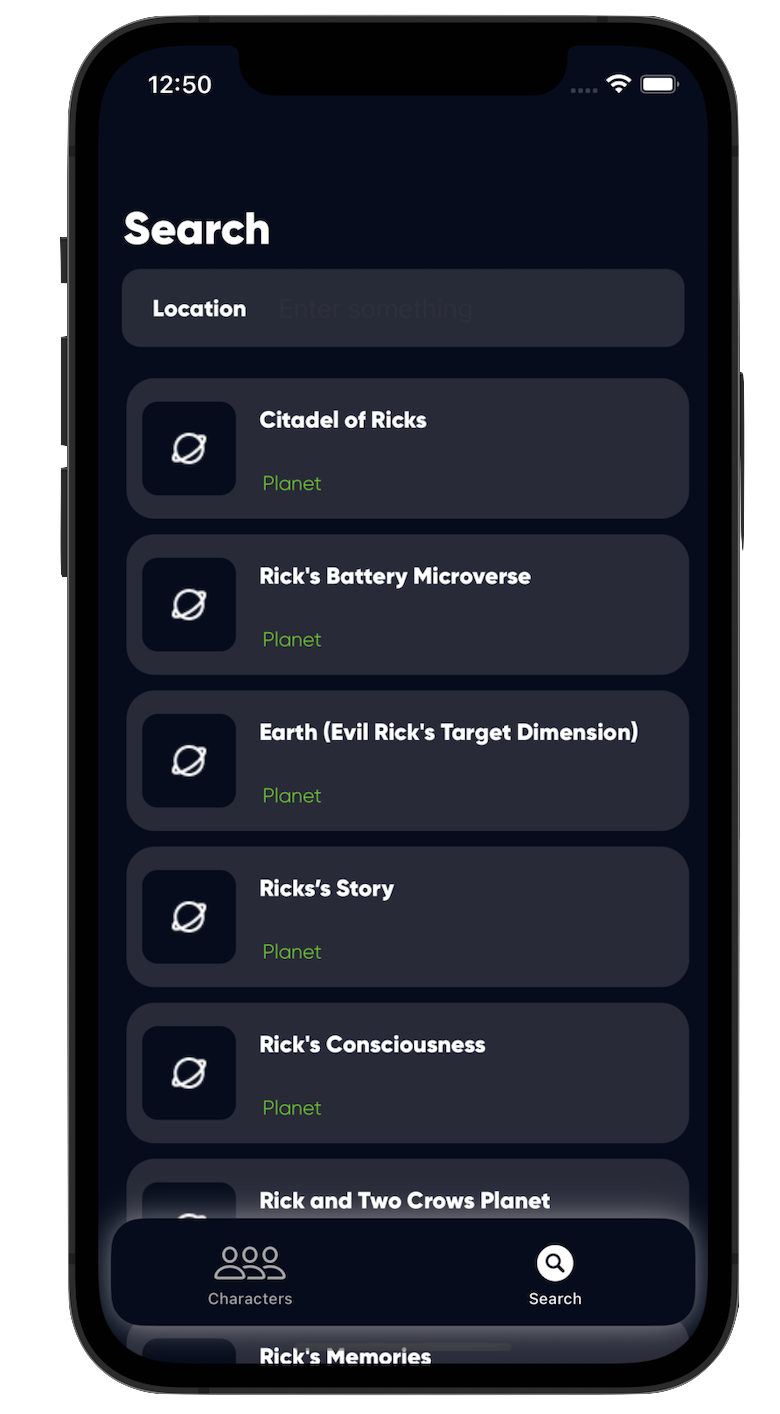 12:50
Search
Location Enter something
Citadel of Ricks
Planet
Rick's Battery Microverse
Planet
Earth (Evil Rick's Target Dimension)
Planet
Ricks’s Story
Planet
Rick's Consciousness
Planet
Rick and Two Crows Planet
Characters Search
Rick's Memories